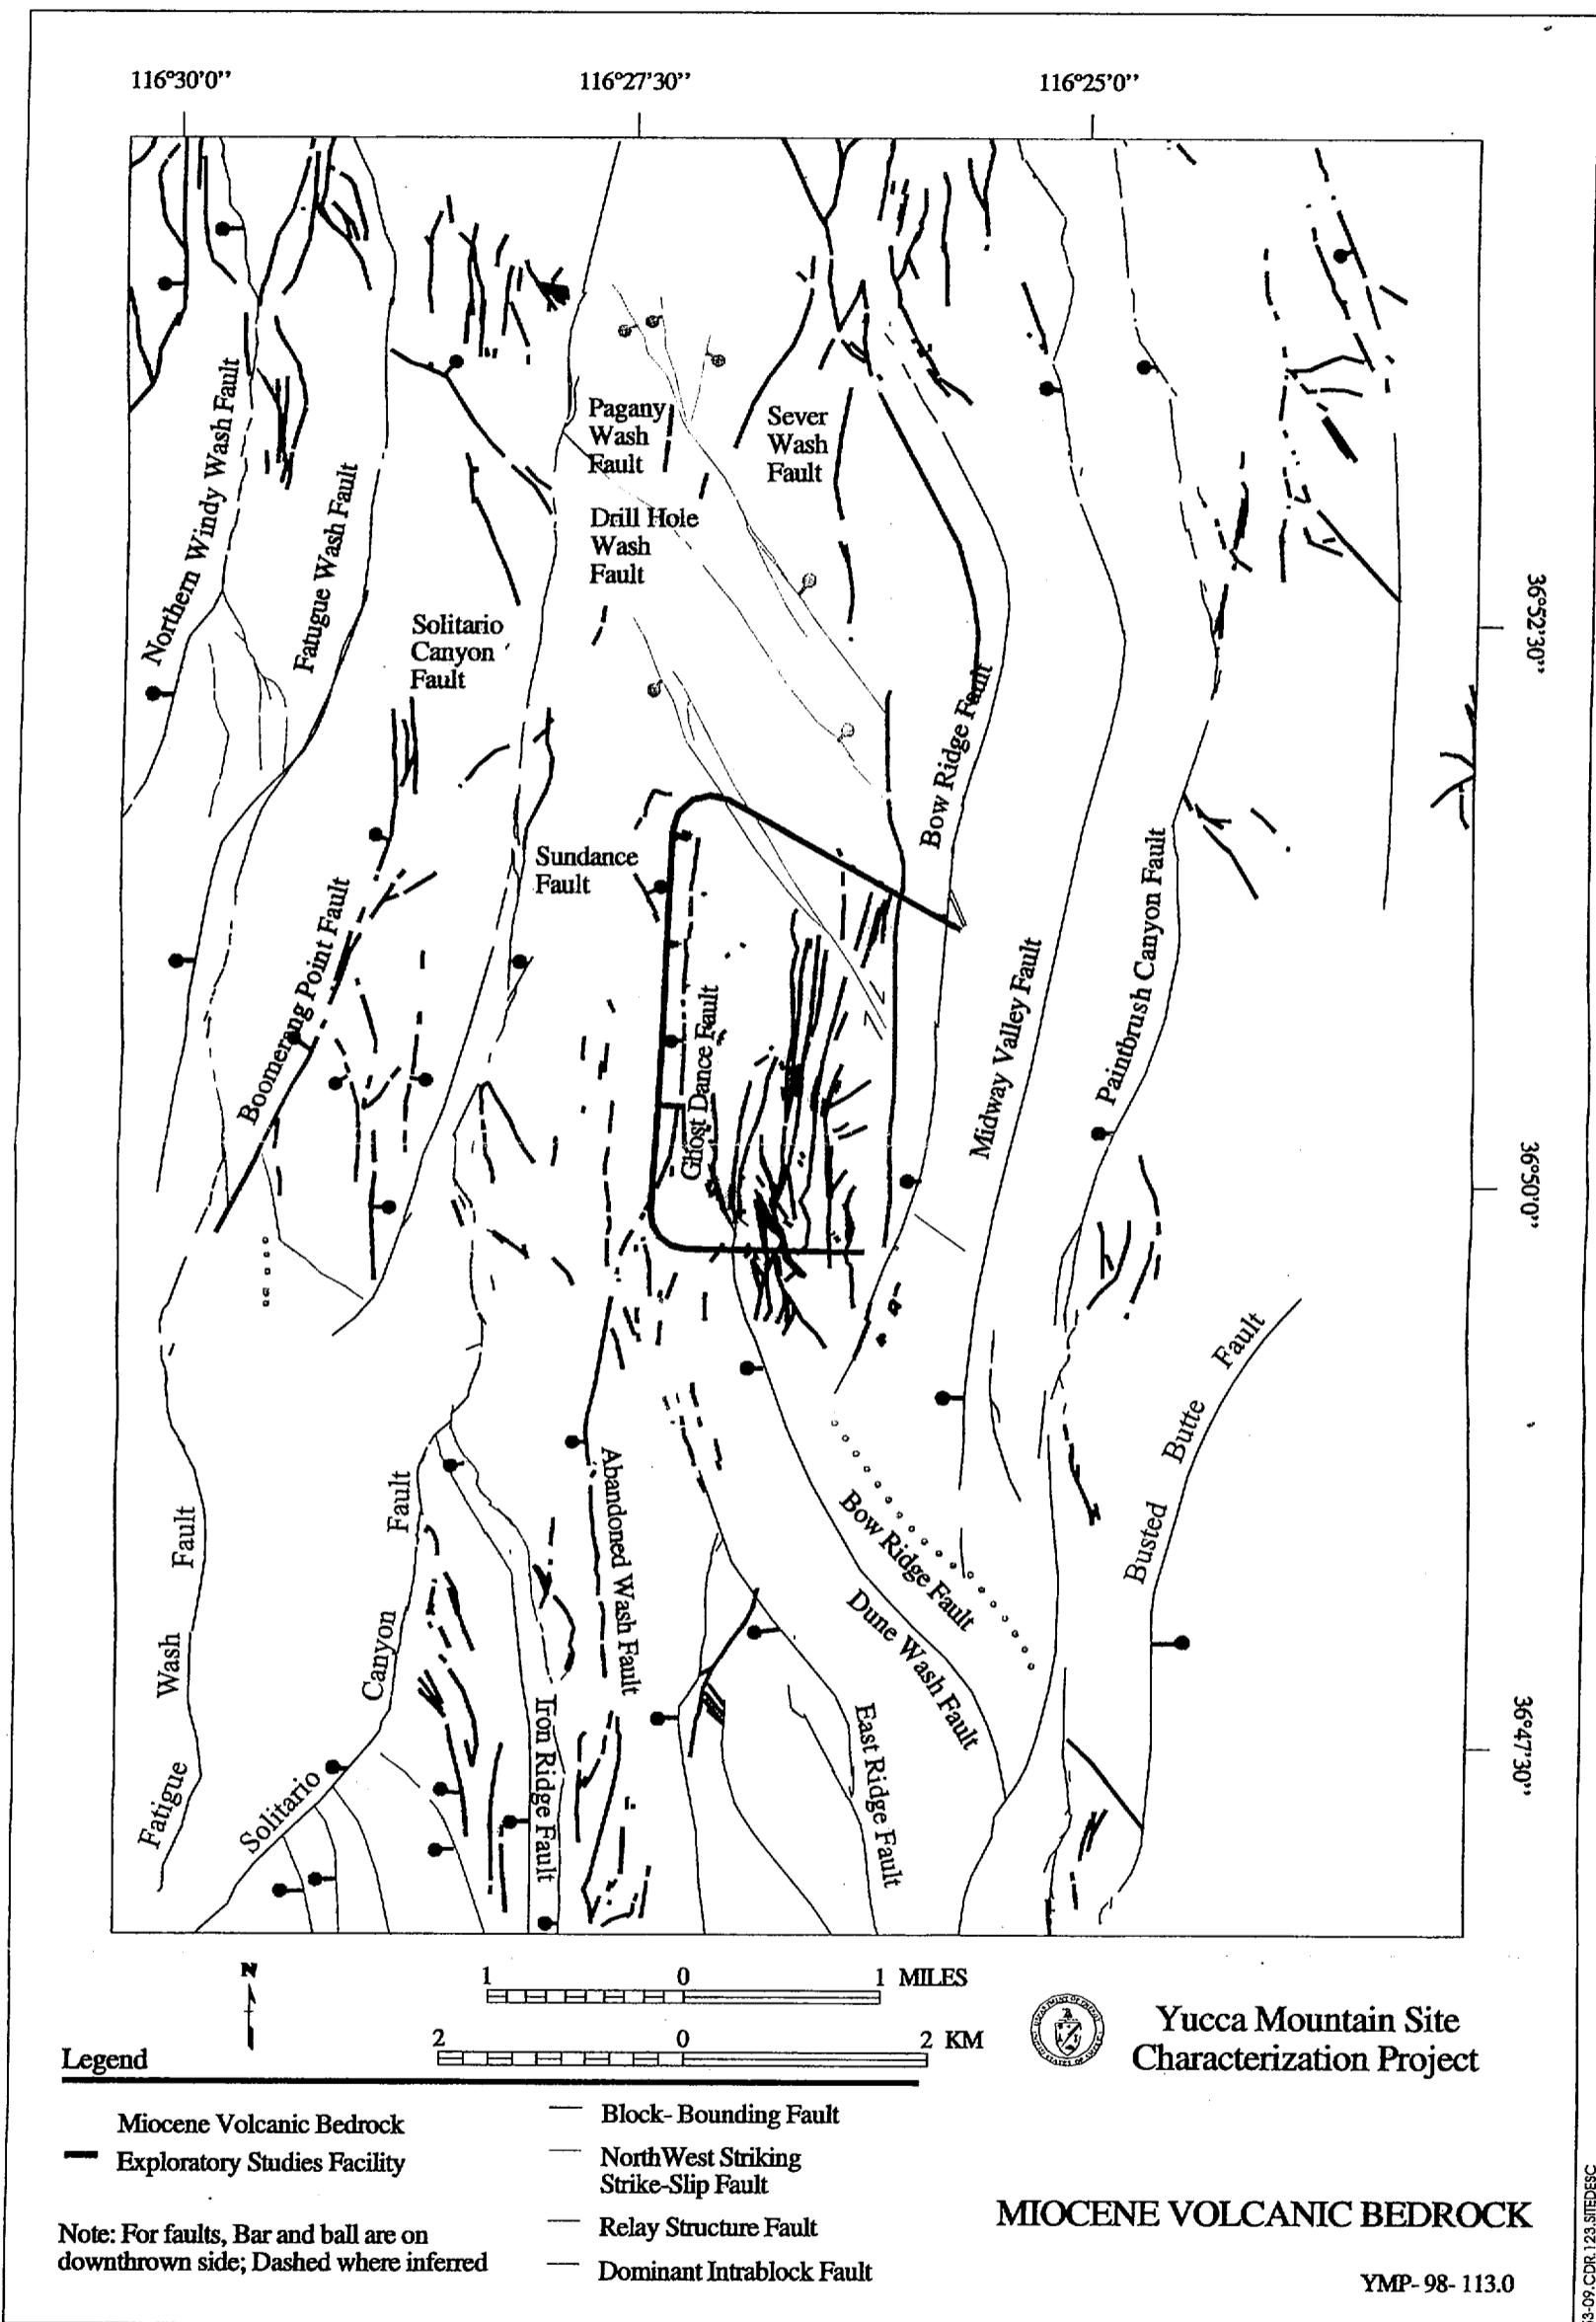 116°30'0”
116°27'30”
116°25'0”
Northern Windy Wash Fault
Fatugue Wash Fault
Pagany
Wash
Fault
Sever
Wash
Fault
Drill Hole
Wash
Fault
Solitario
Canyon
Fault
36°52'30”
Bow Ridge Fault
Sundance
Fault
Boomerang Point Fault
Ghost Dance Fault
Midway Valley Fault
Paintbrush Canyon Fault
36°50'0”
Fatigue Wash Fault
Solitario Canyon Fault
Abandoned Wash Fault
Iron Ridge Fault
Bow Ridge Fault
Dune Wash Fault
East Ridge Fault
Busted Butte Fault
36°47'30”
N
1 0 1 MILES
2 0 2 KM
Legend
Miocene Volcanic Bedrock
Exploratory Studies Facility
Note: For faults, Bar and ball are on
downthrown side; Dashed where inferred
Block- Bounding Fault
NorthWest Striking
Strike-Slip Fault
Relay Structure Fault
Dominant Intrablock Fault
Yucca Mountain Site
Characterization Project
MIOCENE VOLCANIC BEDROCK
YMP- 98- 113.0
3-09.CDR.123.SITEDESC